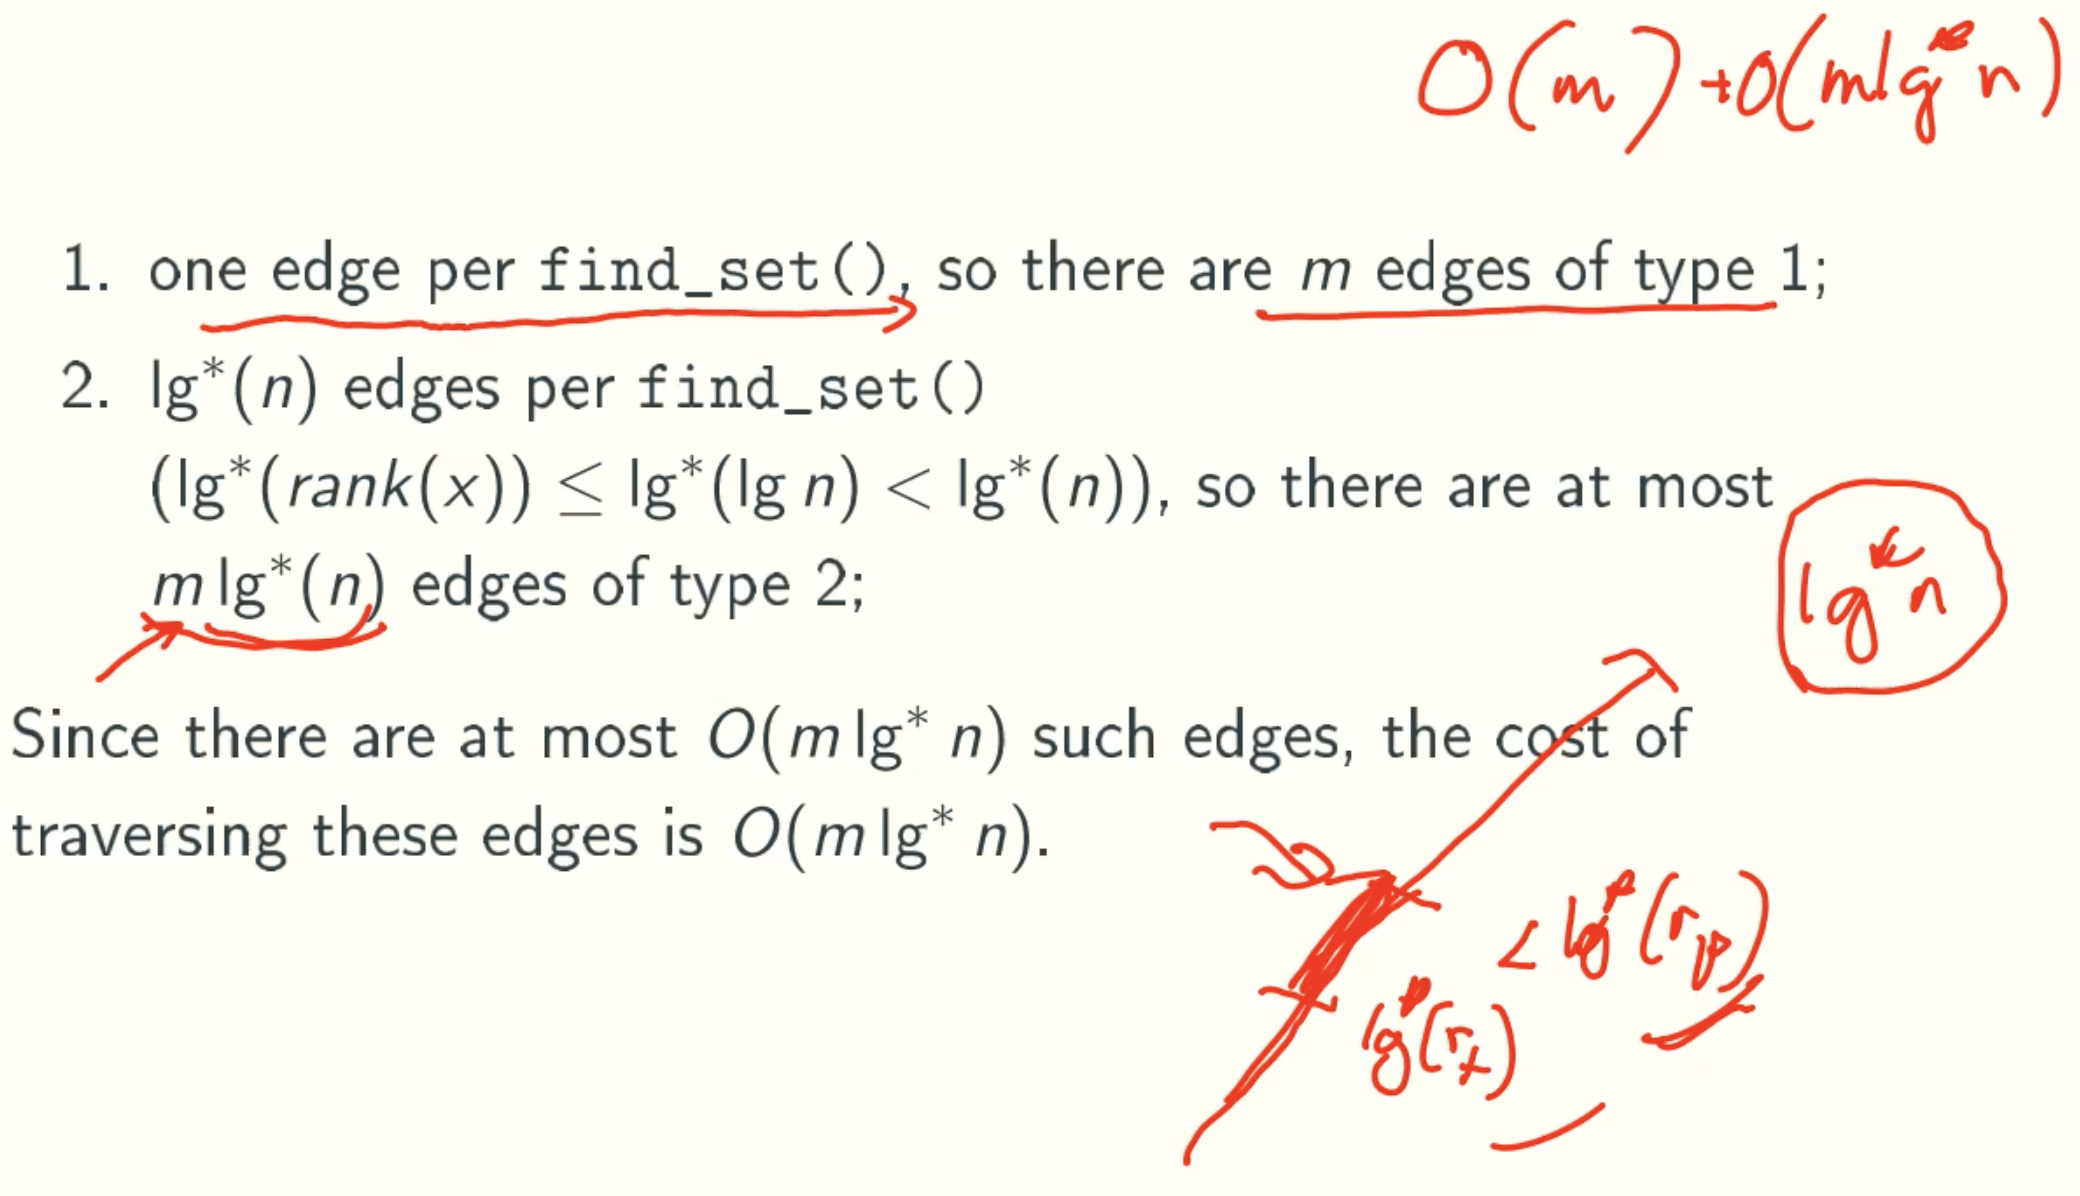 O(m) + O(m lg* n)
1. one edge per find_set(), so there are m edges of type 1;
2. lg*(n) edges per find_set()
(lg*(rank(x)) ≤ lg*(lg n) < lg*(n)), so there are at most
m lg*(n) edges of type 2;
lg* n
Since there are at most O(m lg* n) such edges, the cost of
traversing these edges is O(m lg* n).
< lg*(r_p)
lg*(r_x)